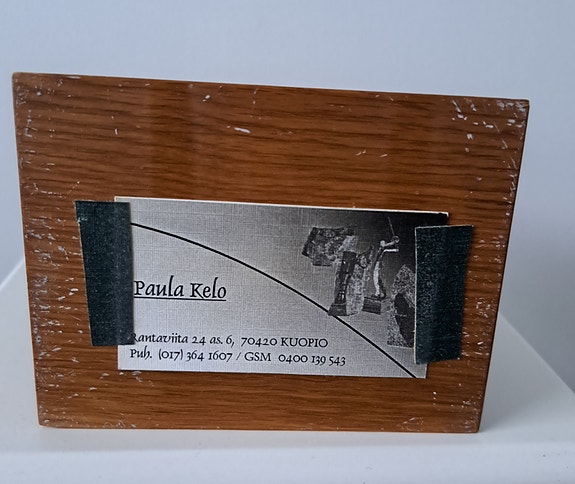 Paula Kelo
Rantaviita 24 as. 6, 70420 KUOPIO
Puh. (017) 364 1607 / GSM 0400 139 543